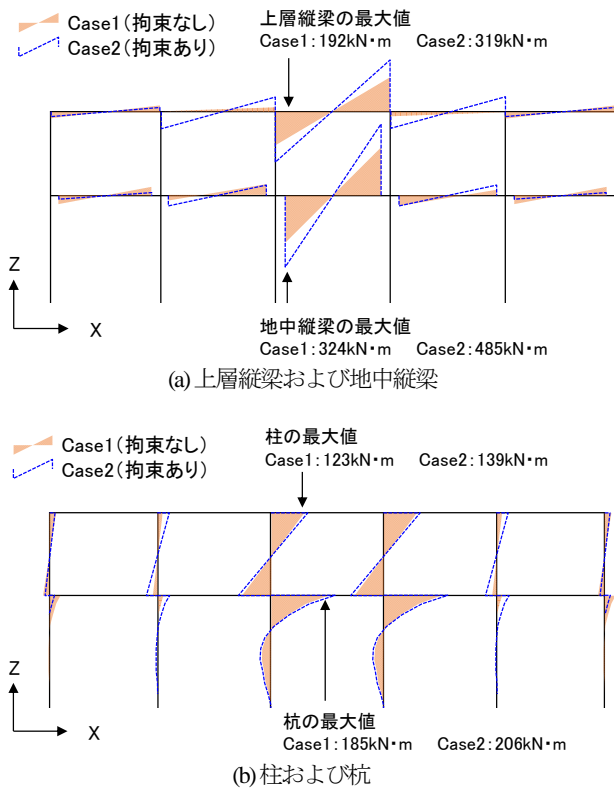 Case1(拘束なし)
Case2(拘束あり)
上層縦梁の最大値
Case1:192kN・m Case2:319kN・m
Z
X
地中縦梁の最大値
Case1:324kN・m Case2:485kN・m
(a)上層縦梁および地中縦梁
Case1(拘束なし)
Case2(拘束あり)
柱の最大値
Case1:123kN・m Case2:139kN・m
Z
X
杭の最大値
Case1:185kN・m Case2:206kN・m
(b)柱および杭